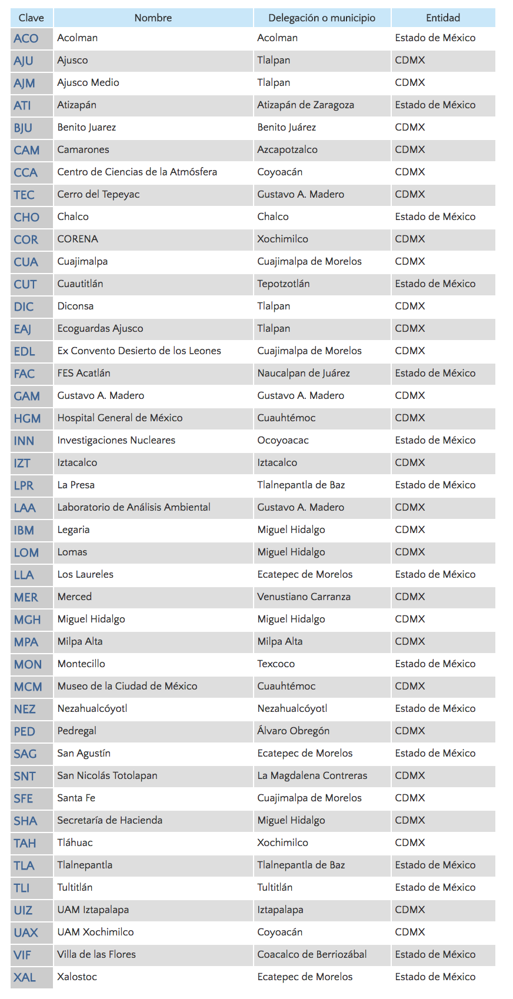 Clave Nombre Delegación o municipio Entidad
ACO Acolman Acolman Estado de México
AJU Ajusco Tlalpan CDMX
AJM Ajusco Medio Tlalpan CDMX
ATI Atizapán Atizapán de Zaragoza Estado de México
BJU Benito Juarez Benito Juárez CDMX
CAM Camarones Azcapotzalco CDMX
CCA Centro de Ciencias de la Atmósfera Coyoacán CDMX
TEC Cerro del Tepeyac Gustavo A. Madero CDMX
CHO Chalco Chalco Estado de México
COR CORENA Xochimilco CDMX
CUA Cuajimalpa Cuajimalpa de Morelos CDMX
CUT Cuautitlán Tepotzotlán Estado de México
DIC Diconsa Tlalpan CDMX
EAJ Ecoguardas Ajusco Tlalpan CDMX
EDL Ex Convento Desierto de los Leones Cuajimalpa de Morelos CDMX
FAC FES Acatlán Naucalpan de Juárez Estado de México
GAM Gustavo A. Madero Gustavo A. Madero CDMX
HGM Hospital General de México Cuauhtémoc CDMX
INN Investigaciones Nucleares Ocoyoacac Estado de México
IZT Iztacalco Iztacalco CDMX
LPR La Presa Tlalnepantla de Baz Estado de México
LAA Laboratorio de Análisis Ambiental Gustavo A. Madero CDMX
IBM Legaria Miguel Hidalgo CDMX
LOM Lomas Miguel Hidalgo CDMX
LLA Los Laureles Ecatepec de Morelos Estado de México
MER Merced Venustiano Carranza CDMX
MGH Miguel Hidalgo Miguel Hidalgo CDMX
MPA Milpa Alta Milpa Alta CDMX
MON Montecillo Texcoco Estado de México
MCM Museo de la Ciudad de México Cuauhtémoc CDMX
NEZ Nezahualcóyotl Nezahualcóyotl Estado de México
PED Pedregal Álvaro Obregón CDMX
SAG San Agustín Ecatepec de Morelos Estado de México
SNT San Nicolás Totolapan La Magdalena Contreras CDMX
SFE Santa Fe Cuajimalpa de Morelos CDMX
SHA Secretaría de Hacienda Miguel Hidalgo CDMX
TAH Tláhuac Xochimilco CDMX
TLA Tlalnepantla Tlalnepantla de Baz Estado de México
TLI Tultitlán Tultitlán Estado de México
UIZ UAM Iztapalapa Iztapalapa CDMX
UAX UAM Xochimilco Coyoacán CDMX
VIF Villa de las Flores Coacalco de Berriozábal Estado de México
XAL Xalostoc Ecatepec de Morelos Estado de México